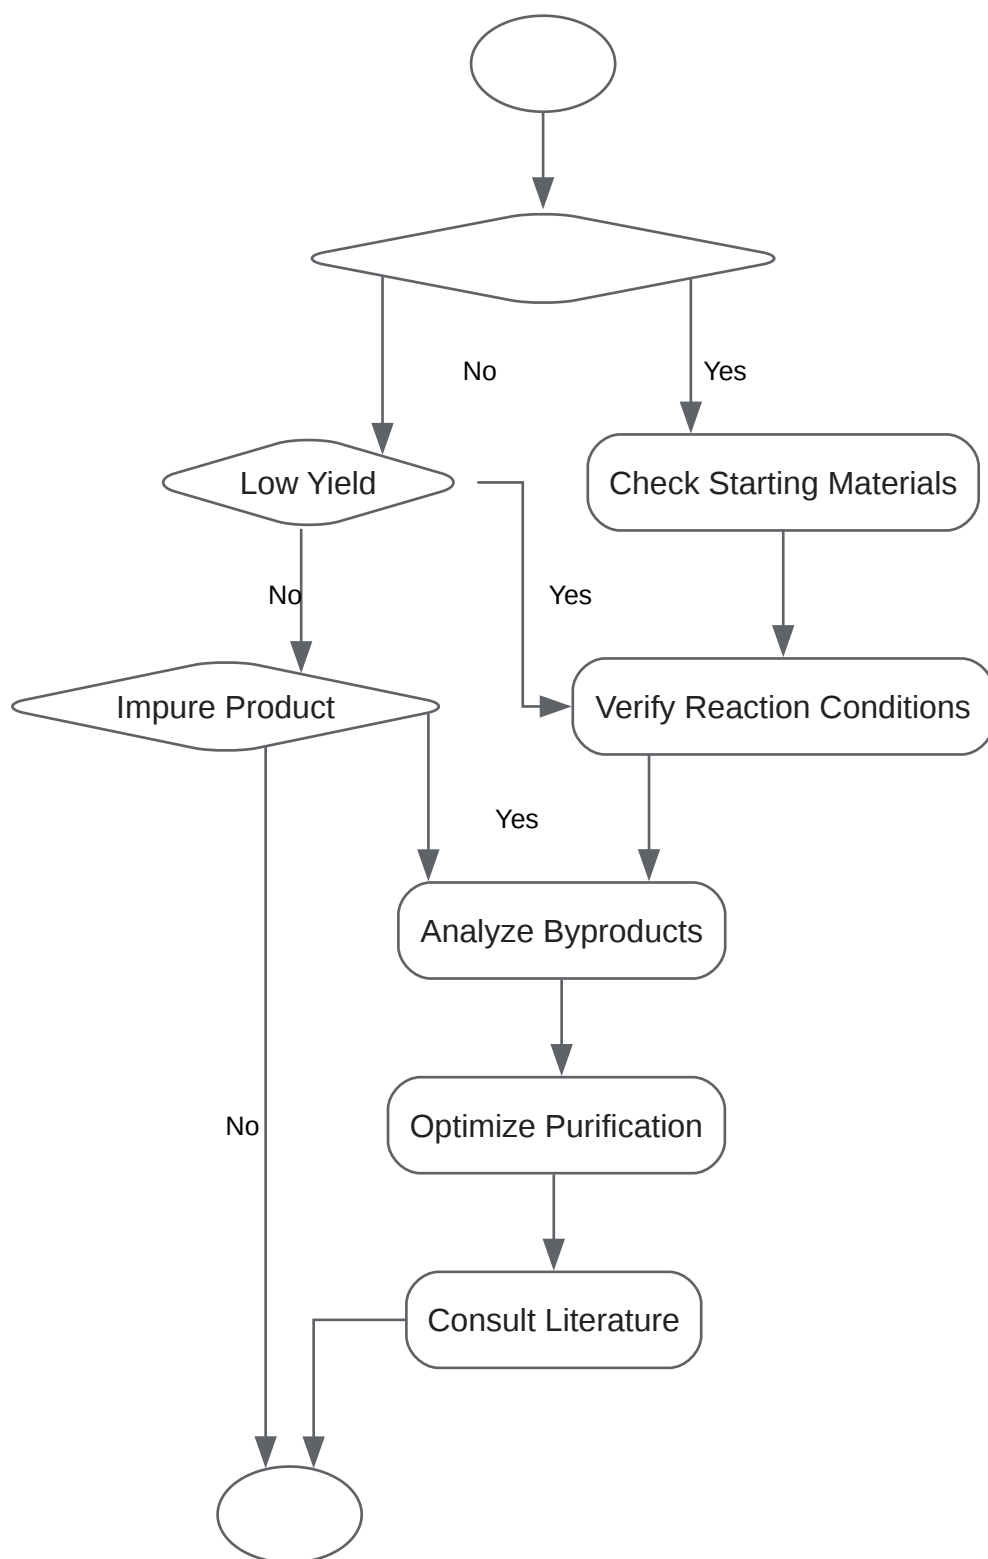 No
Yes
Low Yield
Check Starting Materials
No
Yes
Impure Product
Verify Reaction Conditions
Yes
Analyze Byproducts
No
Optimize Purification
Consult Literature